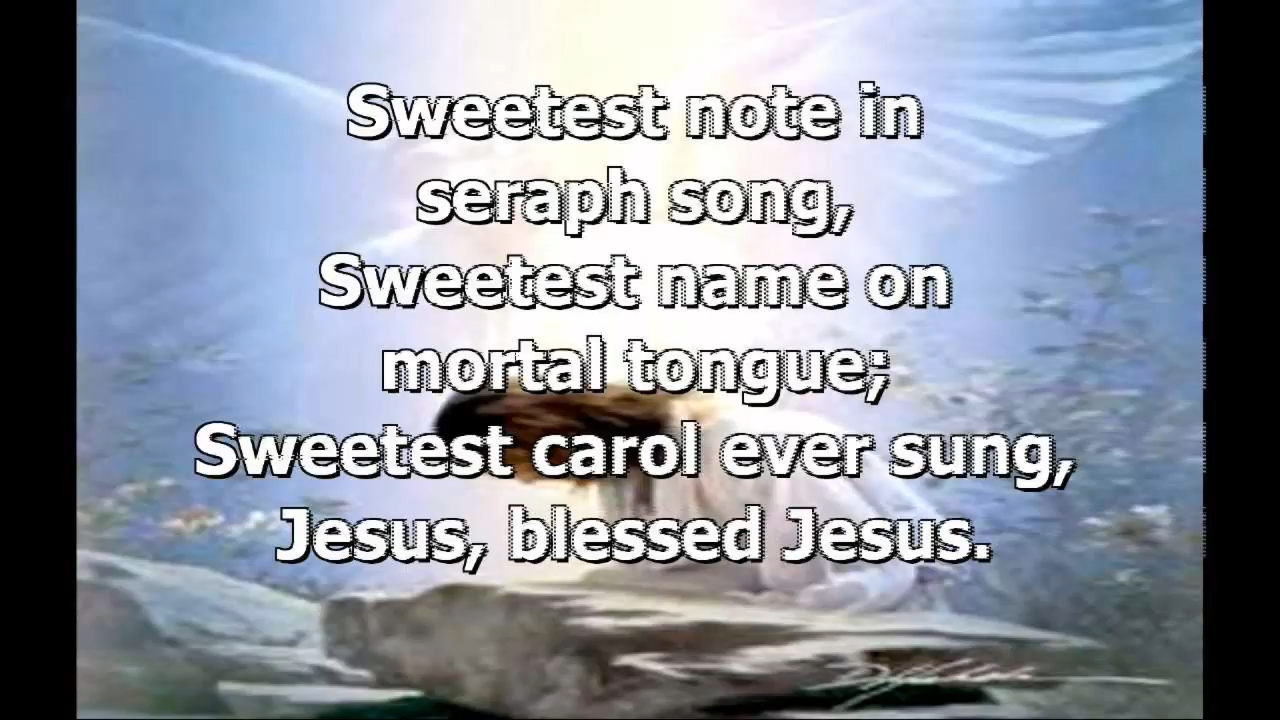 Sweetest note in
seraph song,
Sweetest name on
mortal tongue;
Sweetest carol ever sung,
Jesus, blessed Jesus.